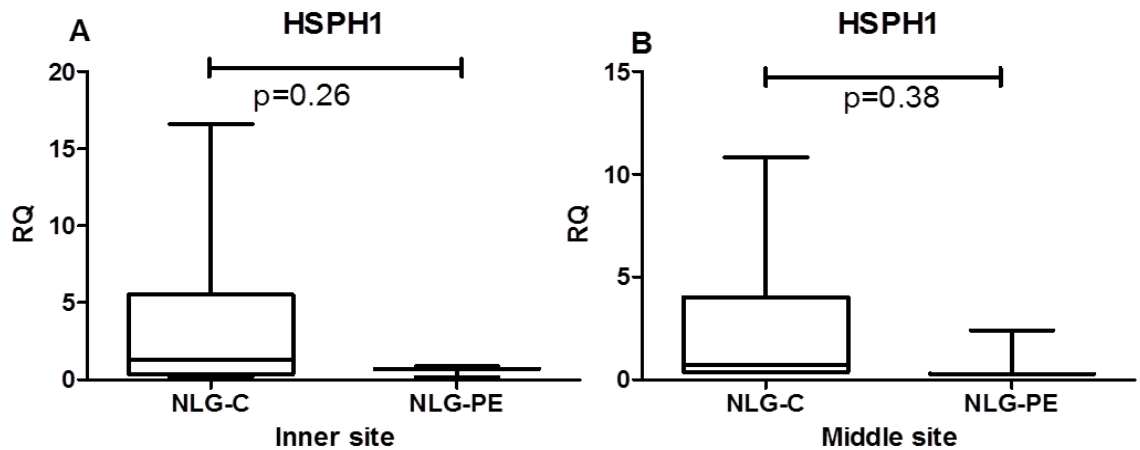 A
HSPH1
p=0.26
20
15
10
5
0
RQ
NLG-C NLG-PE
Inner site
B
HSPH1
p=0.38
15
10
5
0
RQ
NLG-C NLG-PE
Middle site